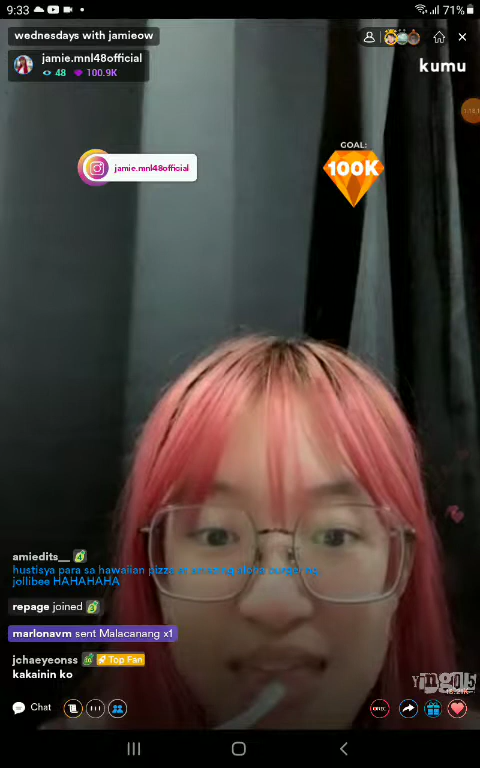 9:33
71%
wednesdays with jamieow
jamie.mnl48official
48
100.9K
kumu
GOAL:
100K
jamie.mnl48official
amiedits__
hustisya para sa hawaiian pizza at amazing aloha burger ng
jollibee HAHAHAHA
repage joined
marlonavm sent Malacanang x1
jchaeyeonss
Top Fan
kakainin ko
Chat